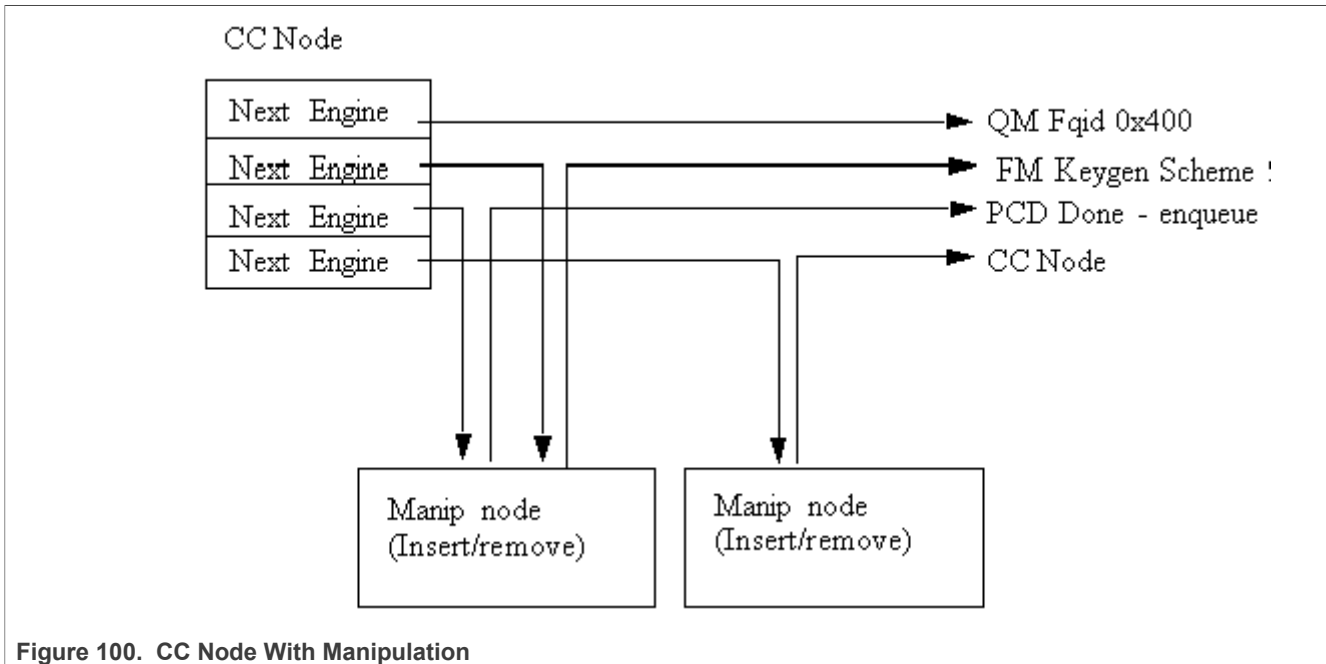 CC Node
Next Engine
Next Engine
Next Engine
Next Engine
QM Fqid 0x400
FM Keygen Scheme
PCD Done - enqueue
CC Node
Manip node
(Insert/remove)
Manip node
(Insert/remove)
Figure 100. CC Node With Manipulation